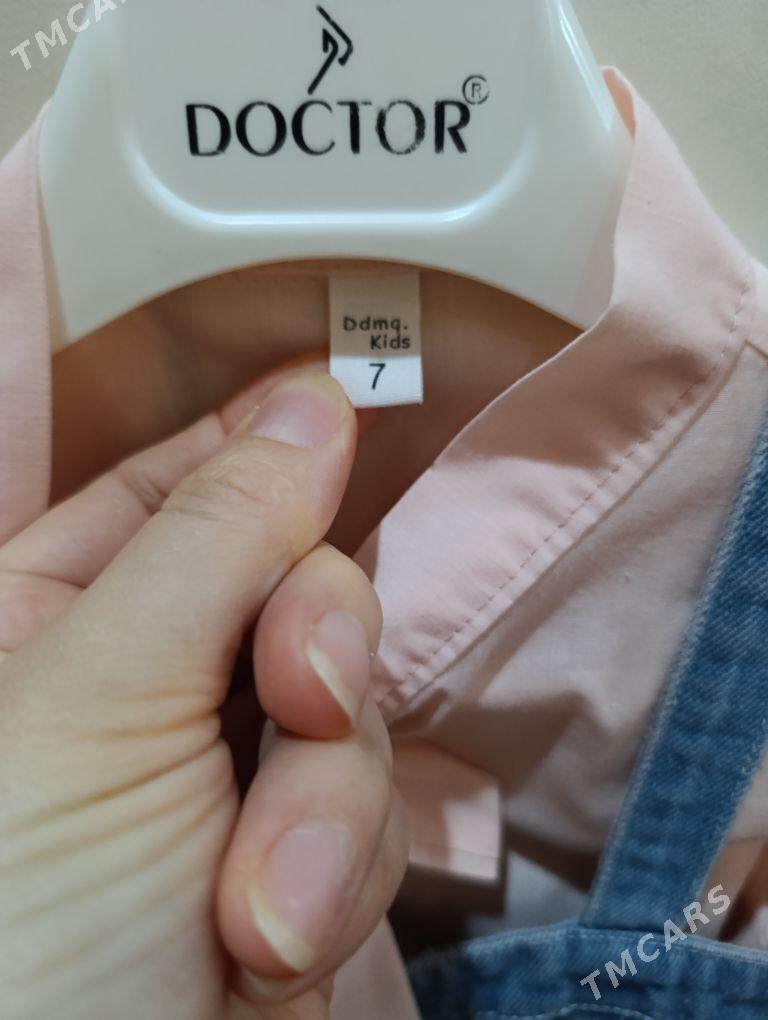 TMCARS
DOCTOR®
Ddmq.
Kids
7
TMCARS